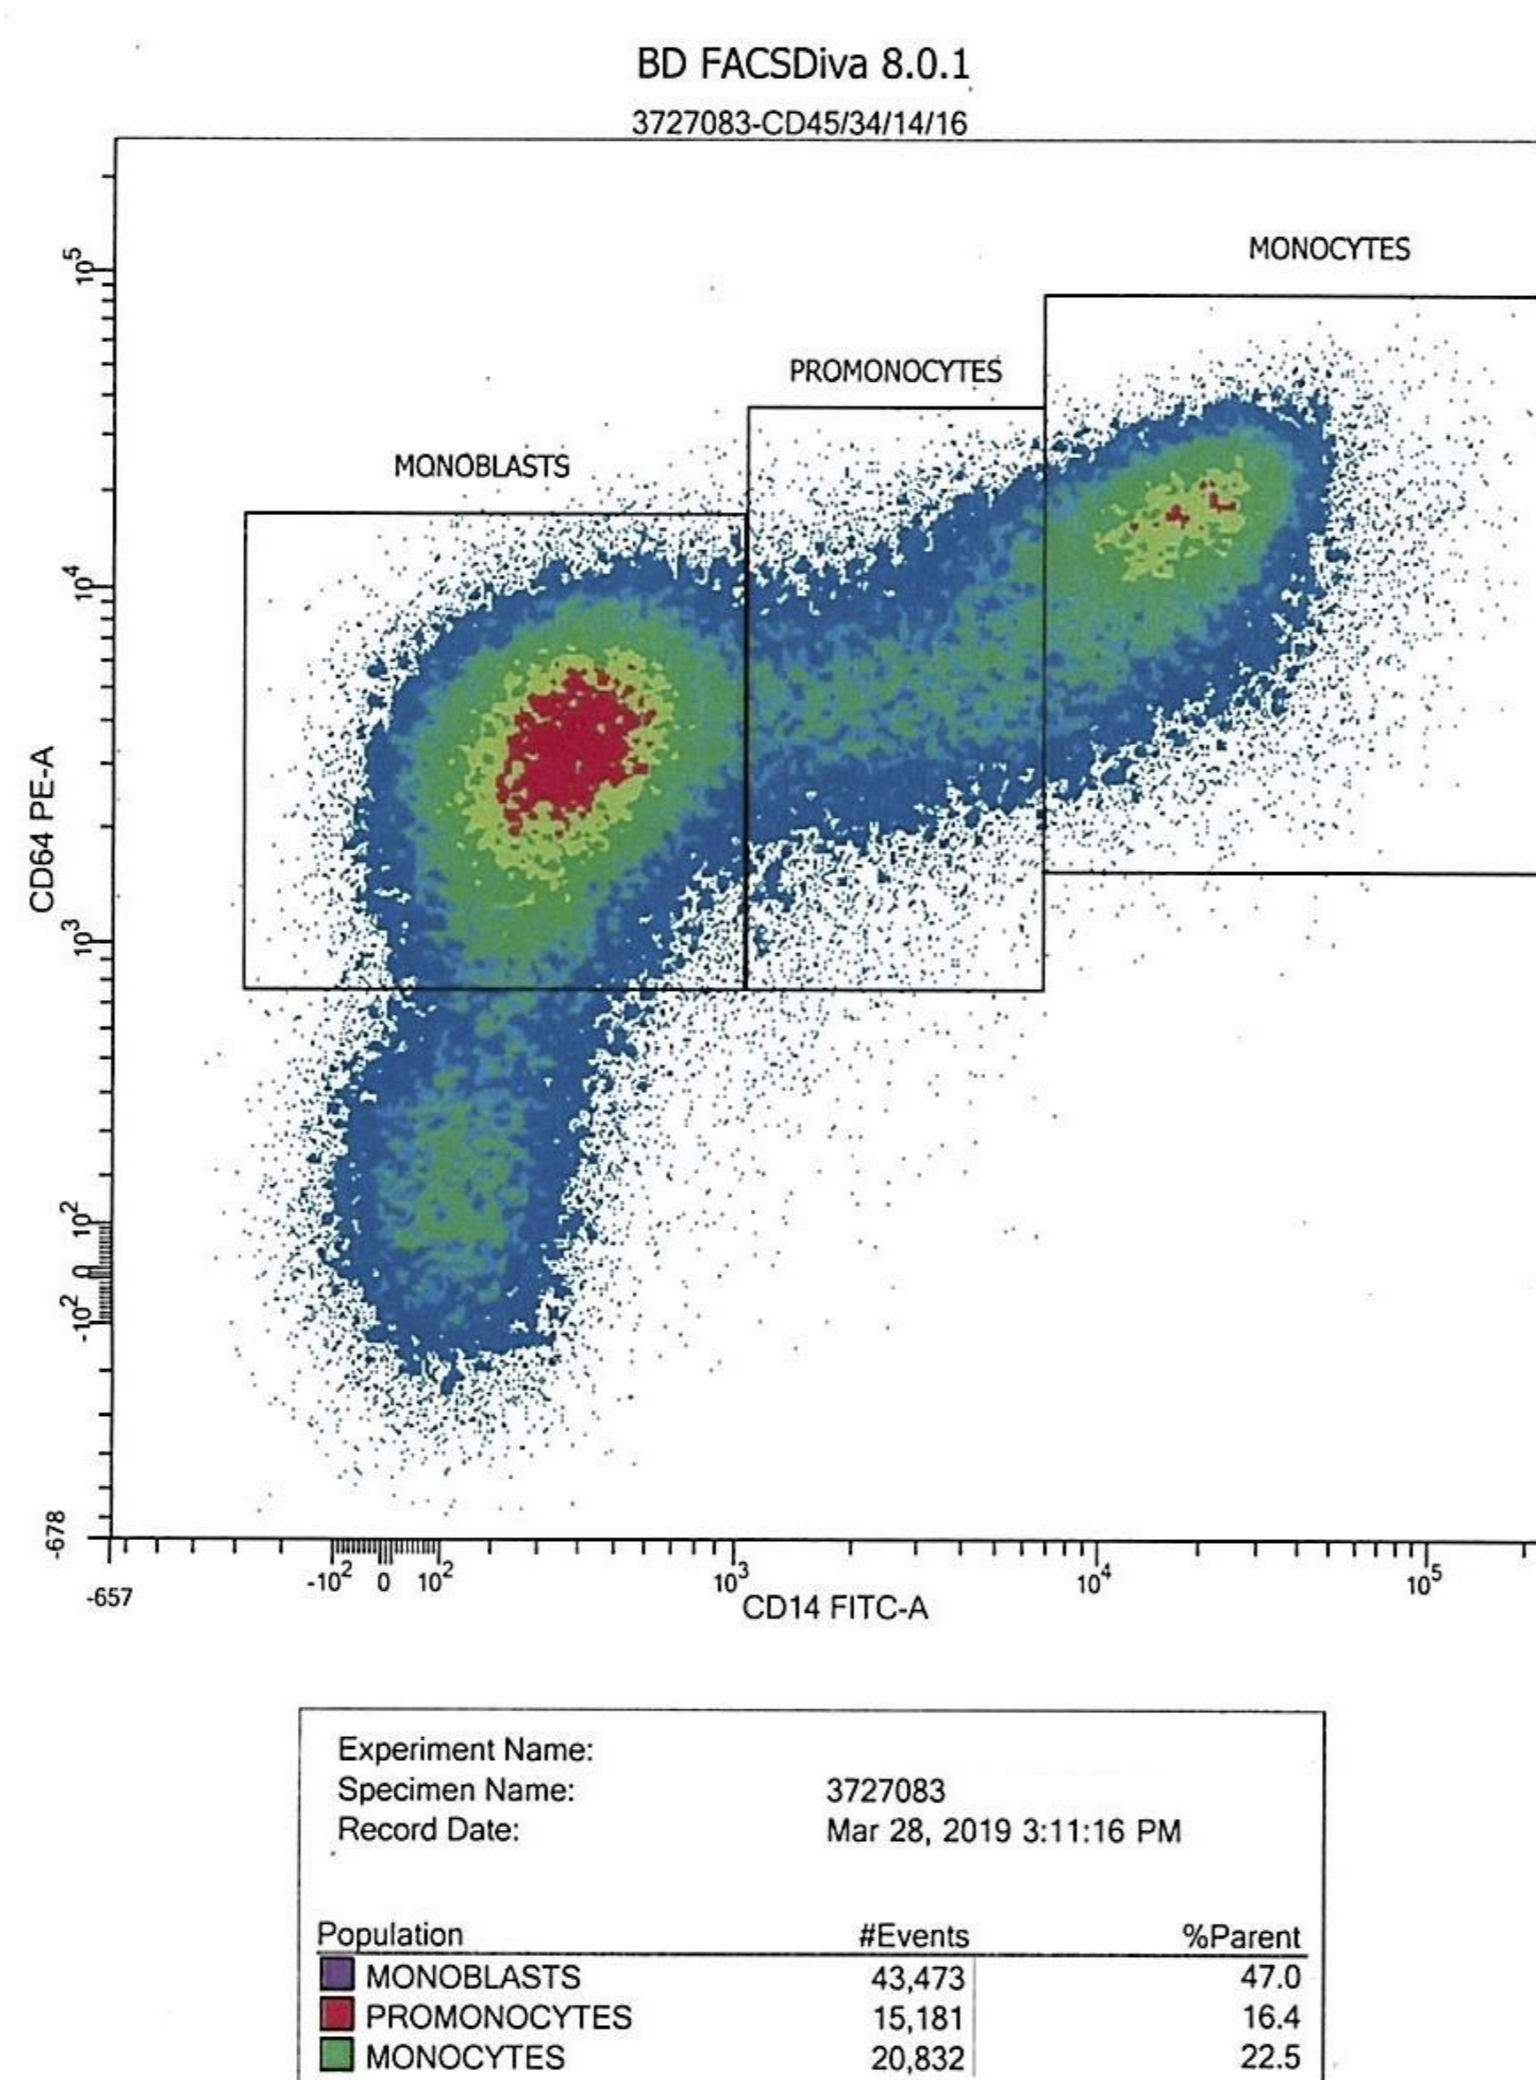 BD FACSDiva 8.0.1
3727083-CD45/34/14/16
MONOCYTES
PROMONOCYTES
MONOBLASTS
CD64 PE-A
10^5
10^4
10^3
10^2
0
-10^2
-678
-657
-10^2 0 10^2 10^3 10^4 10^5
CD14 FITC-A
Experiment Name:
Specimen Name: 3727083
Record Date: Mar 28, 2019 3:11:16 PM
Population #Events %Parent
MONOBLASTS 43,473 47.0
PROMONOCYTES 15,181 16.4
MONOCYTES 20,832 22.5